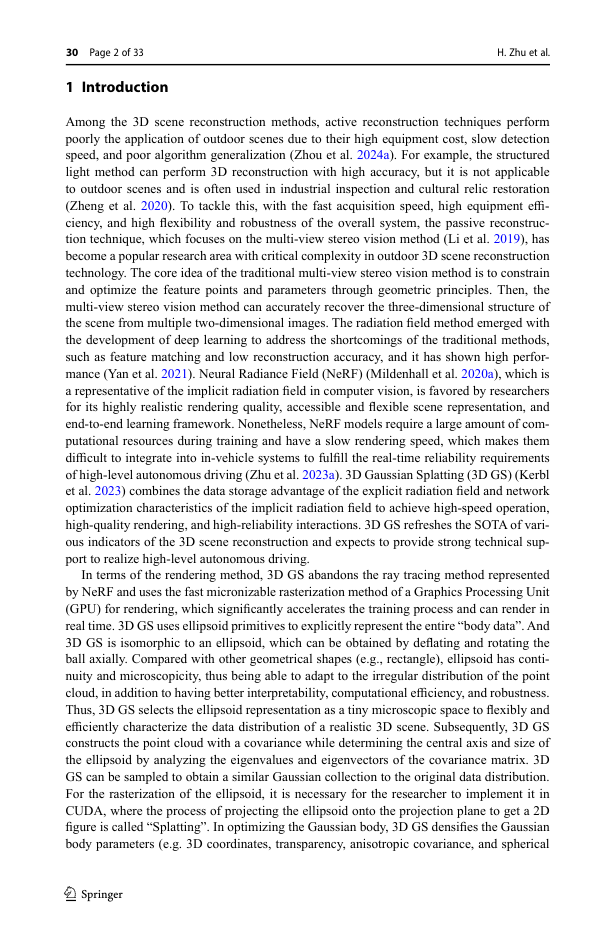 30 Page 2 of 33
H. Zhu et al.
1 Introduction
Among the 3D scene reconstruction methods, active reconstruction techniques perform
poorly the application of outdoor scenes due to their high equipment cost, slow detection
speed, and poor algorithm generalization (Zhou et al. 2024a). For example, the structured
light method can perform 3D reconstruction with high accuracy, but it is not applicable
to outdoor scenes and is often used in industrial inspection and cultural relic restoration
(Zheng et al. 2020). To tackle this, with the fast acquisition speed, high equipment effi-
ciency, and high flexibility and robustness of the overall system, the passive reconstruc-
tion technique, which focuses on the multi-view stereo vision method (Li et al. 2019), has
become a popular research area with critical complexity in outdoor 3D scene reconstruction
technology. The core idea of the traditional multi-view stereo vision method is to constrain
and optimize the feature points and parameters through geometric principles. Then, the
multi-view stereo vision method can accurately recover the three-dimensional structure of
the scene from multiple two-dimensional images. The radiation field method emerged with
the development of deep learning to address the shortcomings of the traditional methods,
such as feature matching and low reconstruction accuracy, and it has shown high perfor-
mance (Yan et al. 2021). Neural Radiance Field (NeRF) (Mildenhall et al. 2020a), which is
a representative of the implicit radiation field in computer vision, is favored by researchers
for its highly realistic rendering quality, accessible and flexible scene representation, and
end-to-end learning framework. Nonetheless, NeRF models require a large amount of com-
putational resources during training and have a slow rendering speed, which makes them
difficult to integrate into in-vehicle systems to fulfill the real-time reliability requirements
of high-level autonomous driving (Zhu et al. 2023a). 3D Gaussian Splatting (3D GS) (Kerbl
et al. 2023) combines the data storage advantage of the explicit radiation field and network
optimization characteristics of the implicit radiation field to achieve high-speed operation,
high-quality rendering, and high-reliability interactions. 3D GS refreshes the SOTA of vari-
ous indicators of the 3D scene reconstruction and expects to provide strong technical sup-
port to realize high-level autonomous driving.
In terms of the rendering method, 3D GS abandons the ray tracing method represented
by NeRF and uses the fast micronizable rasterization method of a Graphics Processing Unit
(GPU) for rendering, which significantly accelerates the training process and can render in
real time. 3D GS uses ellipsoid primitives to explicitly represent the entire “body data”. And
3D GS is isomorphic to an ellipsoid, which can be obtained by deflating and rotating the
ball axially. Compared with other geometrical shapes (e.g., rectangle), ellipsoid has conti-
nuity and microscopicity, thus being able to adapt to the irregular distribution of the point
cloud, in addition to having better interpretability, computational efficiency, and robustness.
Thus, 3D GS selects the ellipsoid representation as a tiny microscopic space to flexibly and
efficiently characterize the data distribution of a realistic 3D scene. Subsequently, 3D GS
constructs the point cloud with a covariance while determining the central axis and size of
the ellipsoid by analyzing the eigenvalues and eigenvectors of the covariance matrix. 3D
GS can be sampled to obtain a similar Gaussian collection to the original data distribution.
For the rasterization of the ellipsoid, it is necessary for the researcher to implement it in
CUDA, where the process of projecting the ellipsoid onto the projection plane to get a 2D
figure is called “Splatting”. In optimizing the Gaussian body, 3D GS densifies the Gaussian
body parameters (e.g. 3D coordinates, transparency, anisotropic covariance, and spherical
Springer